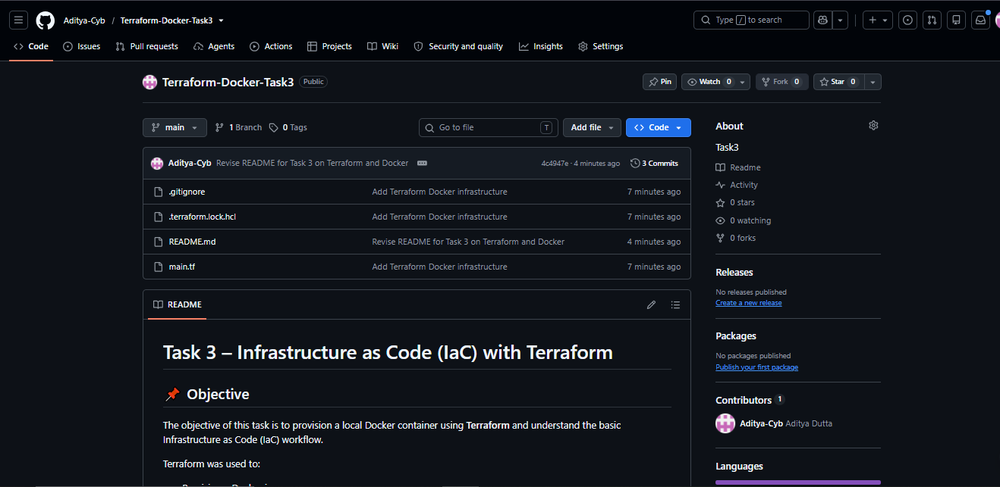 Aditya-Cyb / Terraform-Docker-Task3
Type / to search
Code
Issues
Pull requests
Agents
Actions
Projects
Wiki
Security and quality
Insights
Settings
Terraform-Docker-Task3 Public
Pin
Watch 0
Fork 0
Star 0
main
1 Branch
0 Tags
Go to file T
Add file
Code
Aditya-Cyb Revise README for Task 3 on Terraform and Docker 4c4947e · 4 minutes ago 3 Commits
.gitignore Add Terraform Docker infrastructure 7 minutes ago
.terraform.lock.hcl Add Terraform Docker infrastructure 7 minutes ago
README.md Revise README for Task 3 on Terraform and Docker 4 minutes ago
main.tf Add Terraform Docker infrastructure 7 minutes ago
README
Task 3 – Infrastructure as Code (IaC) with Terraform
Objective
The objective of this task is to provision a local Docker container using Terraform and understand the basic
Infrastructure as Code (IaC) workflow.
Terraform was used to:
About
Task3
Readme
Activity
0 stars
0 watching
0 forks
Releases
No releases published
Create a new release
Packages
No packages published
Publish your first package
Contributors 1
Aditya-Cyb Aditya Dutta
Languages